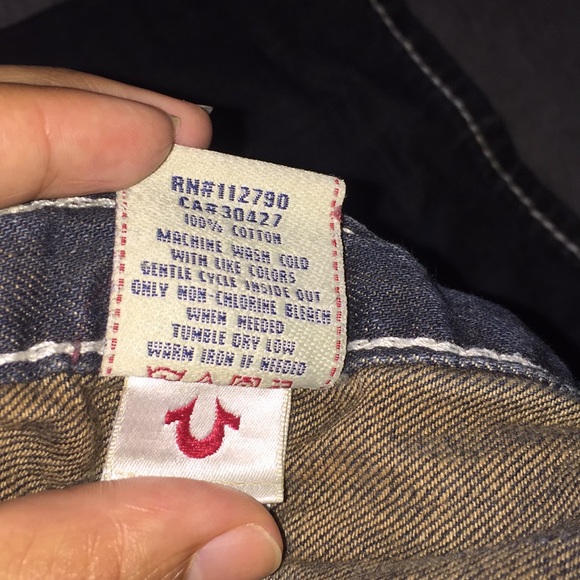 RN#112790
CA#30427
100% COTTON
MACHINE WASH COLD
WITH LIKE COLORS
GENTLE CYCLE INSIDE OUT
ONLY NON-CHLORINE BLEACH
WHEN NEEDED
TUMBLE DRY LOW
WARM IRON IF NEEDED